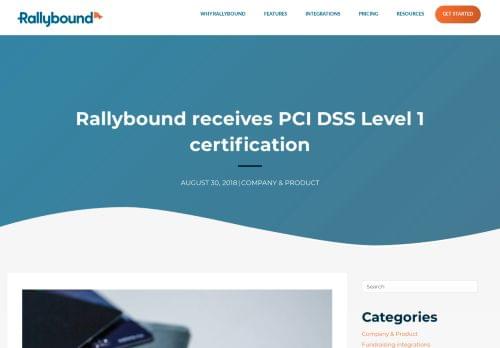 Rallybound
WHY RALLYBOUND
FEATURES
INTEGRATIONS
PRICING
RESOURCES
GET STARTED
Rallybound receives PCI DSS Level 1
certification
AUGUST 30, 2018 | COMPANY & PRODUCT
Search
Categories
Company & Product
Fundraising integrations